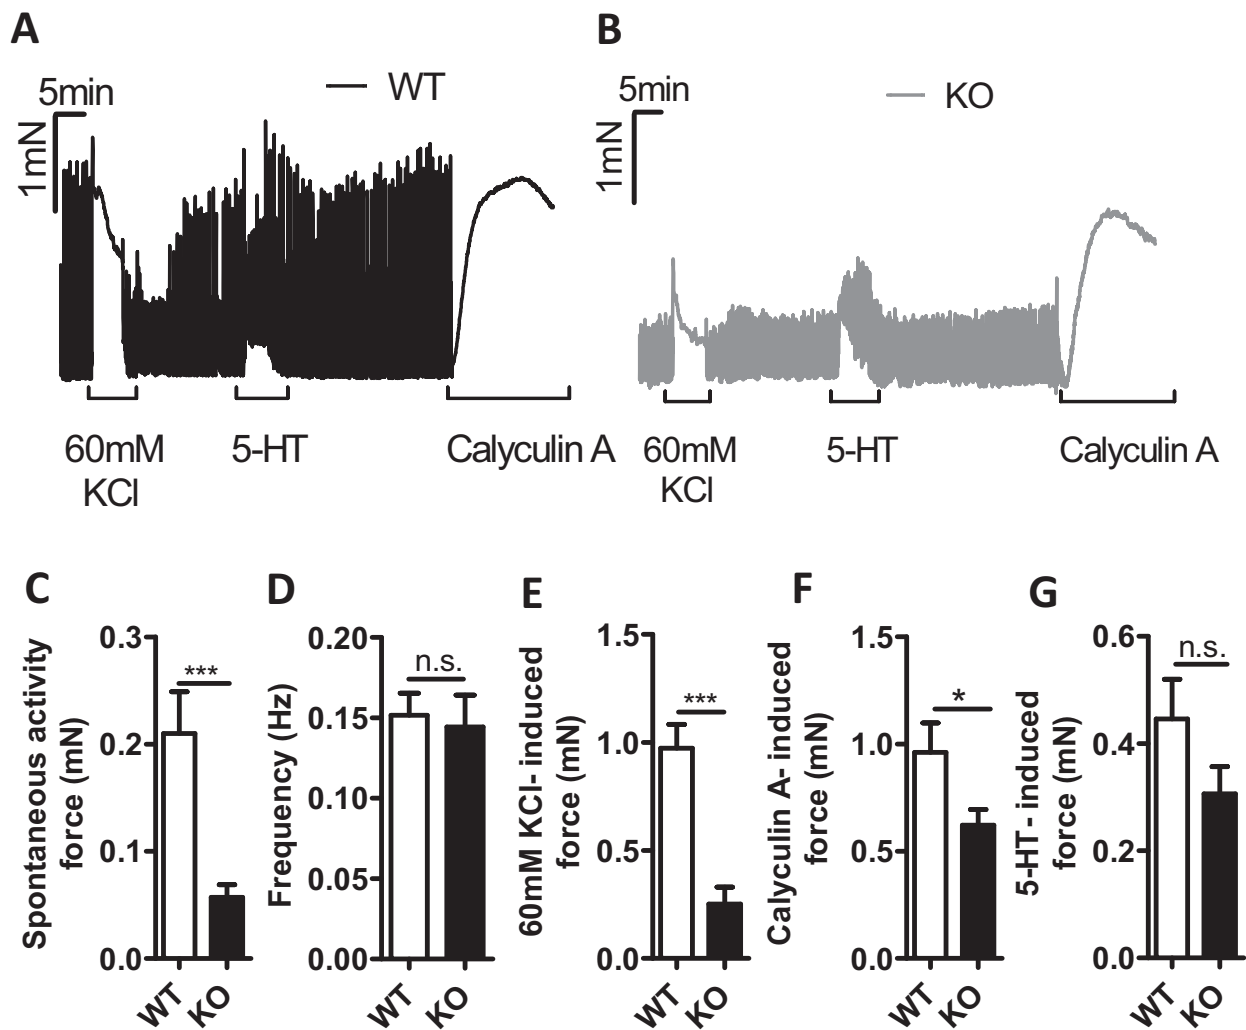 A
B
5min
WT
1mN
5min
KO
1mN
60mM
KCl
5-HT
Calyculin A
60mM
KCl
5-HT
Calyculin A
C
Spontaneous activity
force (mN)
0.3
0.2
0.1
0.0
***
WT
KO
D
Frequency (Hz)
0.20
0.15
0.10
0.05
0.00
n.s.
WT
KO
E
60mM KCl- induced
force (mN)
1.5
1.0
0.5
0.0
***
WT
KO
F
Calyculin A- induced
force (mN)
1.5
1.0
0.5
0.0
*
WT
KO
G
5-HT- induced
force (mN)
0.6
0.4
0.2
0.0
n.s.
WT
KO